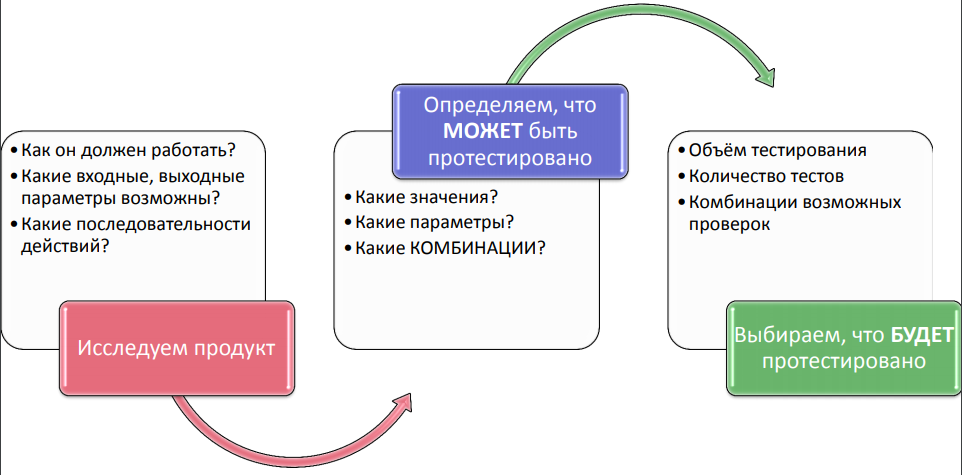 • Как он должен работать?
• Какие входные, выходные
параметры возможны?
• Какие последовательности
действий?
Исследуем продукт
Определяем, что
МОЖЕТ быть
протестировано
• Какие значения?
• Какие параметры?
• Какие КОМБИНАЦИИ?
• Объём тестирования
• Количество тестов
• Комбинации возможных
проверок
Выбираем, что БУДЕТ
протестировано